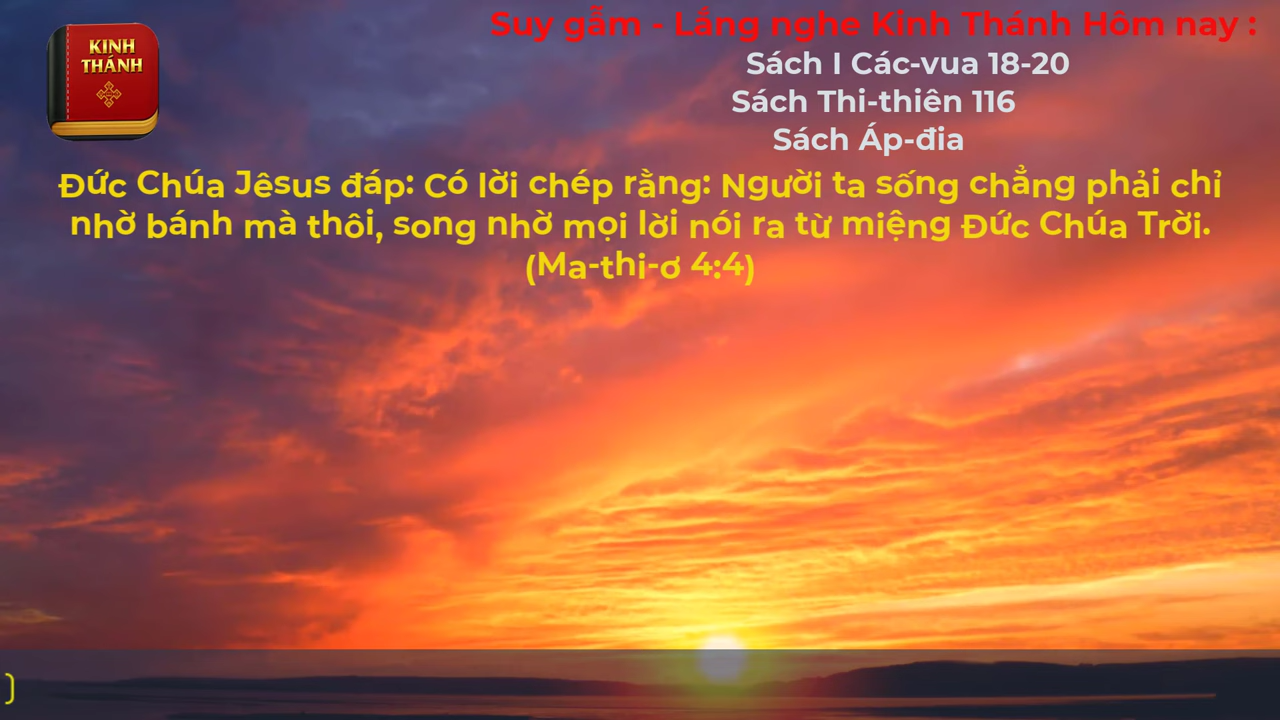 KINH
THÁNH
Suy gẫm - Lắng nghe Kinh Thánh Hôm nay :
Sách I Các-vua 18-20
Sách Thi-thiên 116
Sách Áp-đia
Đức Chúa Jêsus đáp: Có lời chép rằng: Người ta sống chẳng phải chỉ
nhờ bánh mà thôi, song nhờ mọi lời nói ra từ miệng Đức Chúa Trời.
(Ma-thi-ơ 4:4)
)